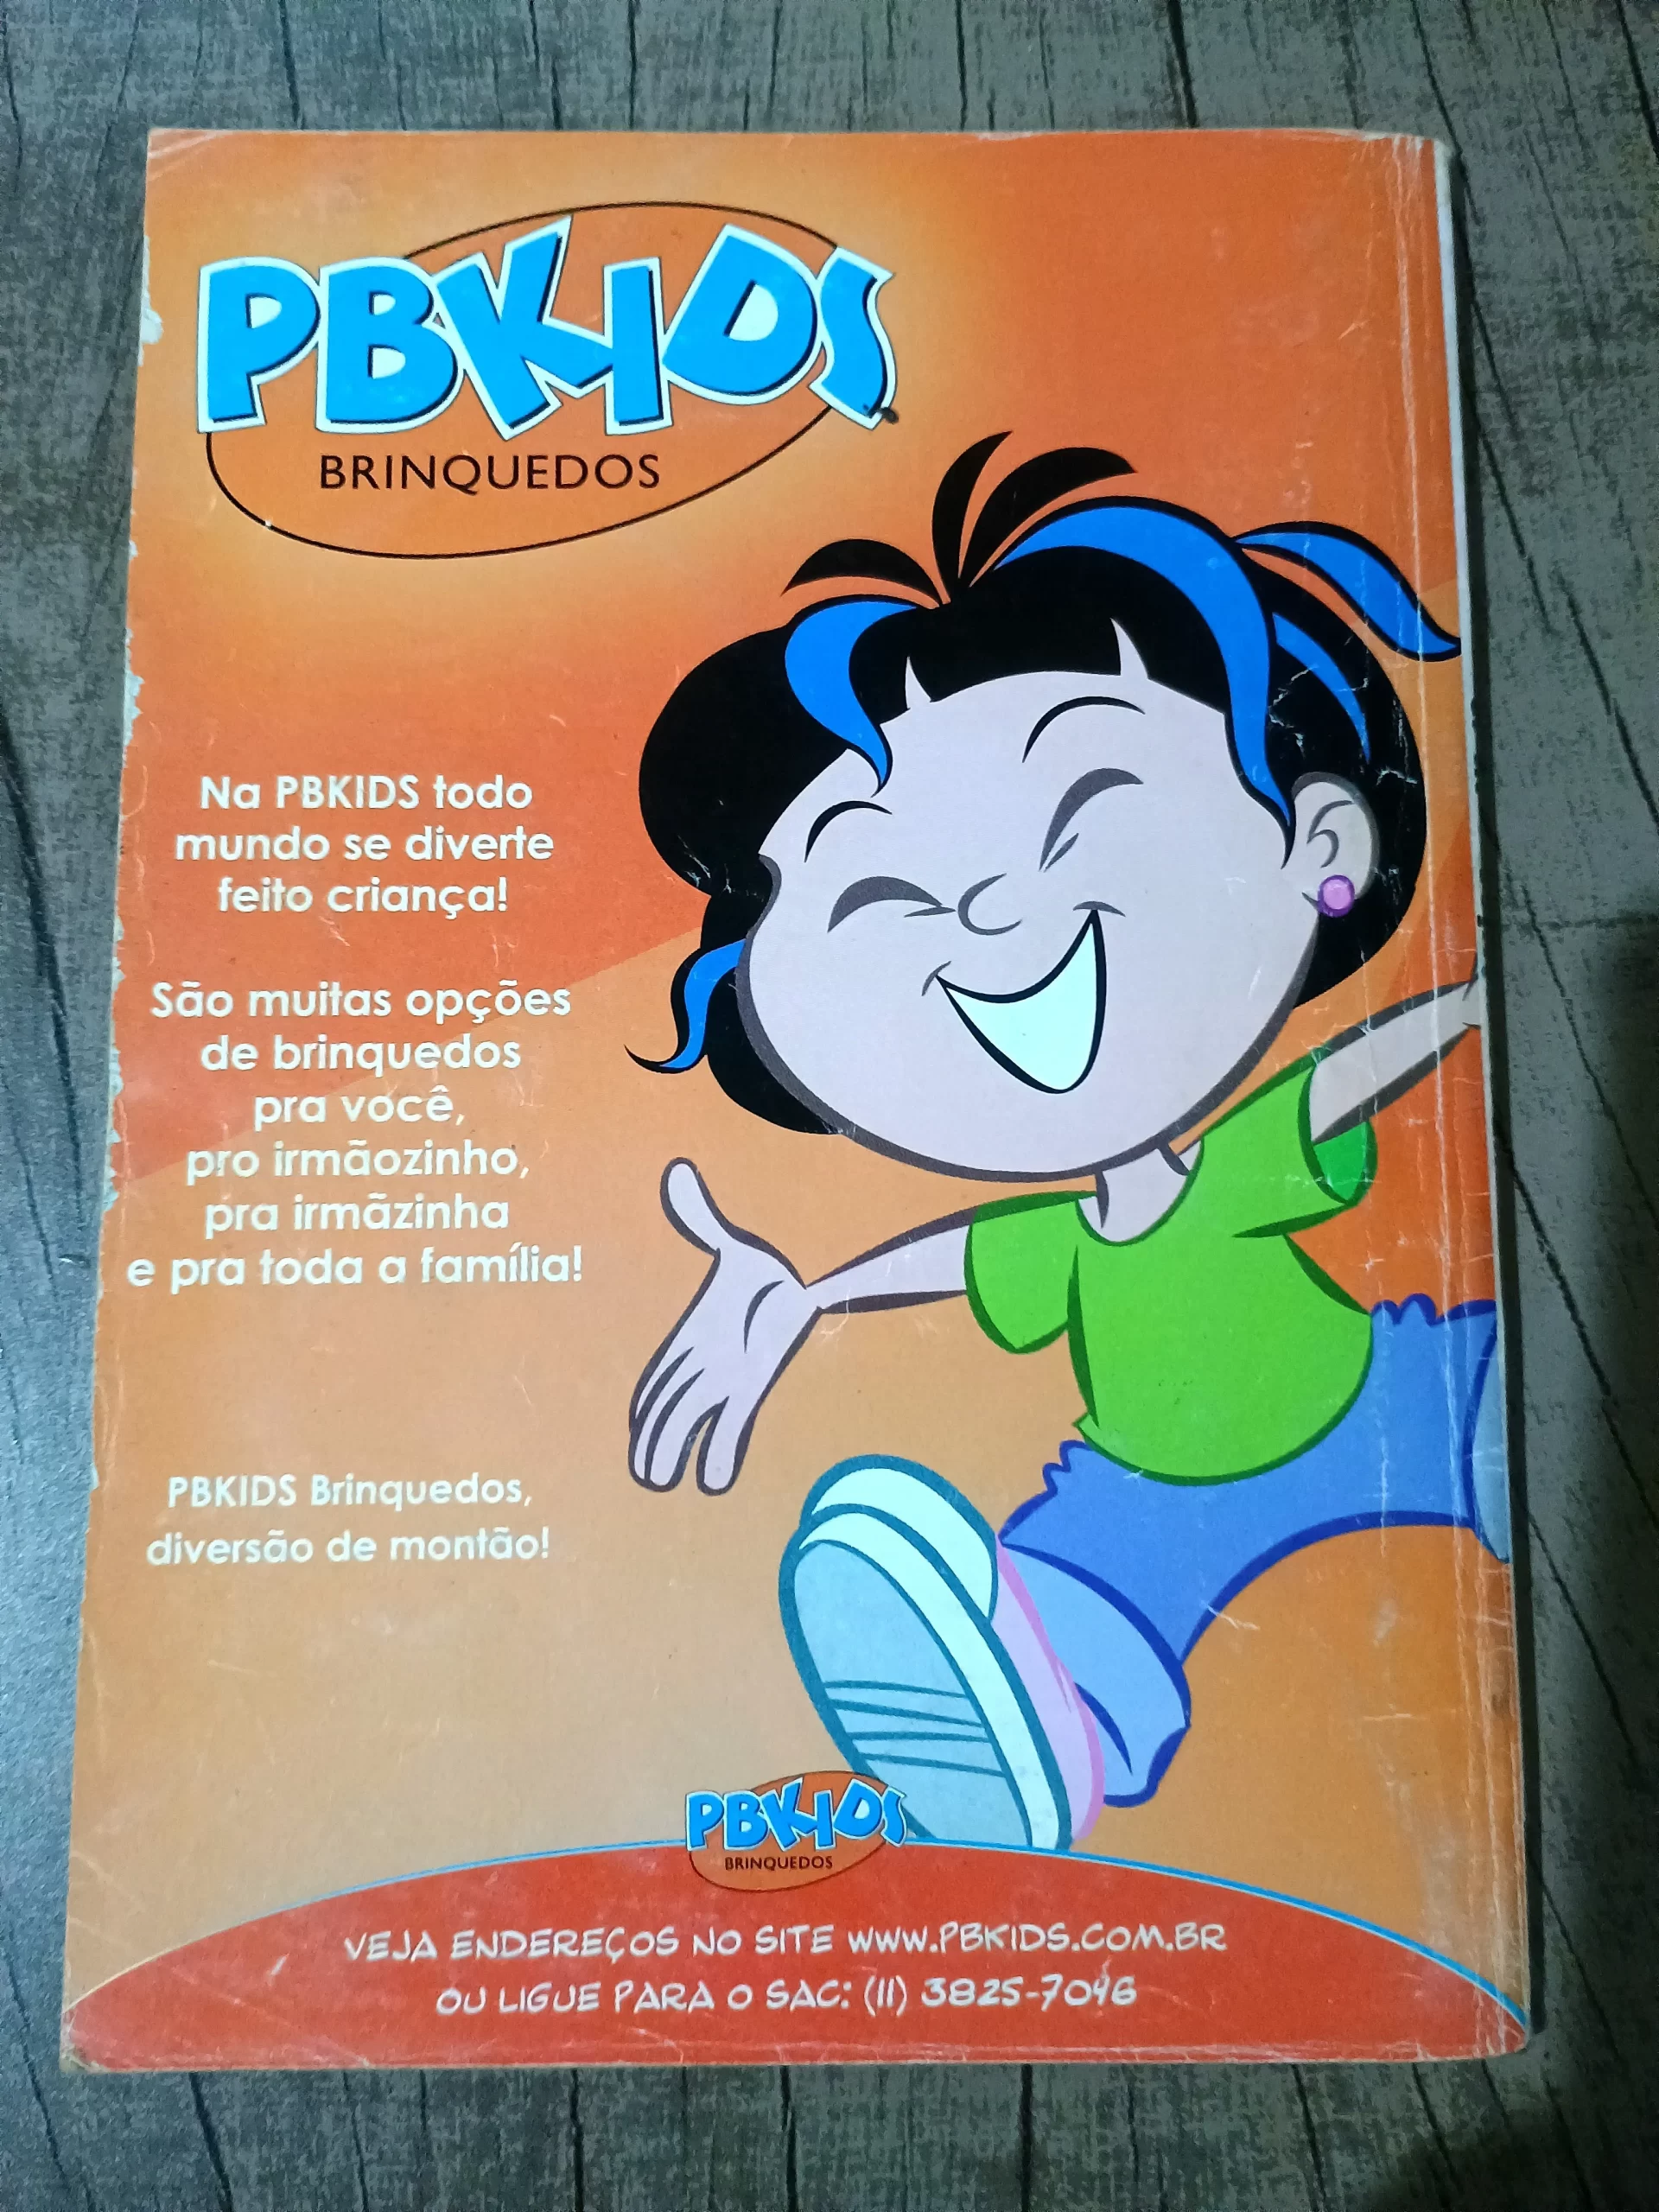 PBKIDS
BRINQUEDOS
Na PBKIDS todo
mundo se diverte
feito criança!
São muitas opções
de brinquedos
pra você,
pro irmãozinho,
pra irmãzinha
e pra toda a família!
PBKIDS Brinquedos,
diversão de montão!
PBKIDS
BRINQUEDOS
VEJA ENDEREÇOS NO SITE WWW.PBKIDS.COM.BR
OU LIGUE PARA O SAC: (11) 3825-7046